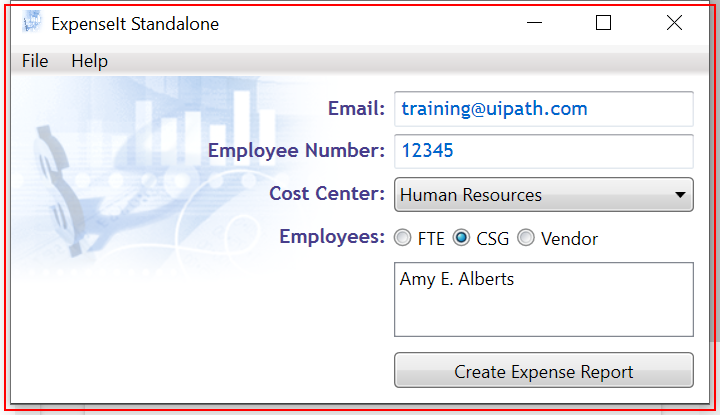 ExpenseIt Standalone
File Help
Email: training@uipath.com
Employee Number: 12345
Cost Center: Human Resources
Employees: FTE CSG Vendor
Amy E. Alberts
Create Expense Report